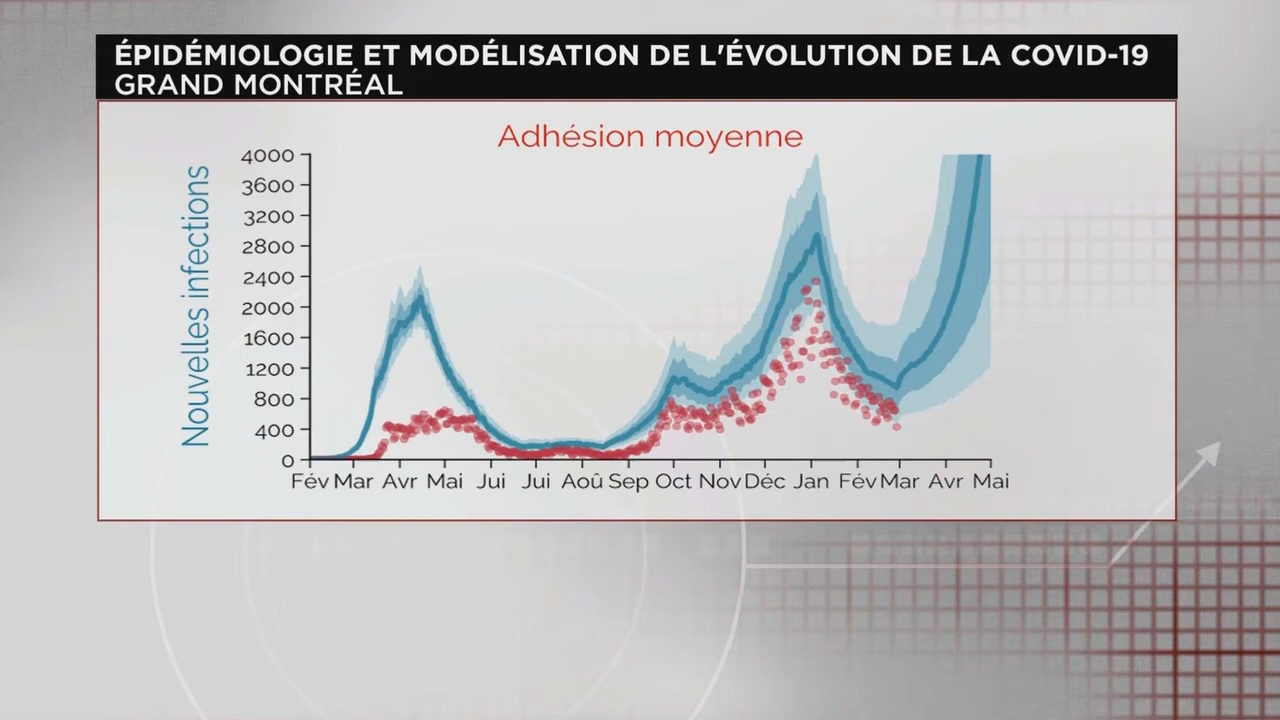 ÉPIDÉMIOLOGIE ET MODÉLISATION DE L'ÉVOLUTION DE LA COVID-19
GRAND MONTRÉAL
Adhésion moyenne
Nouvelles infections
4000
3600
3200
2800
2400
2000
1600
1200
800
400
0
Fév Mar Avr Mai Jui Jui Aoû Sep Oct Nov Déc Jan Fév Mar Avr Mai